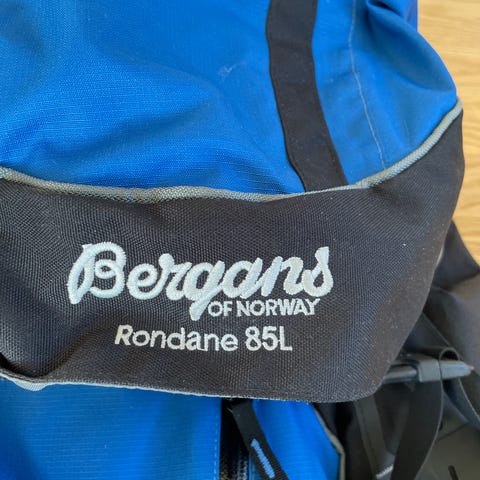 Bergans
OF NORWAY
Rondane 85L